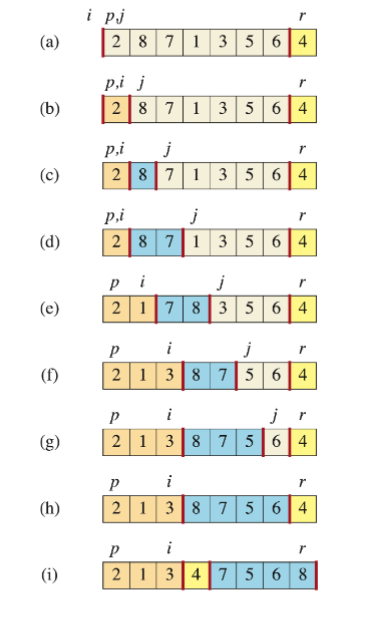 i p,j r
(a) 2 8 7 1 3 5 6 4
p,i j r
(b) 2 8 7 1 3 5 6 4
p,i j r
(c) 2 8 7 1 3 5 6 4
p,i j r
(d) 2 8 7 1 3 5 6 4
p i j r
(e) 2 1 7 8 3 5 6 4
p i j r
(f) 2 1 3 8 7 5 6 4
p i j r
(g) 2 1 3 8 7 5 6 4
p i r
(h) 2 1 3 8 7 5 6 4
p i r
(i) 2 1 3 4 7 5 6 8